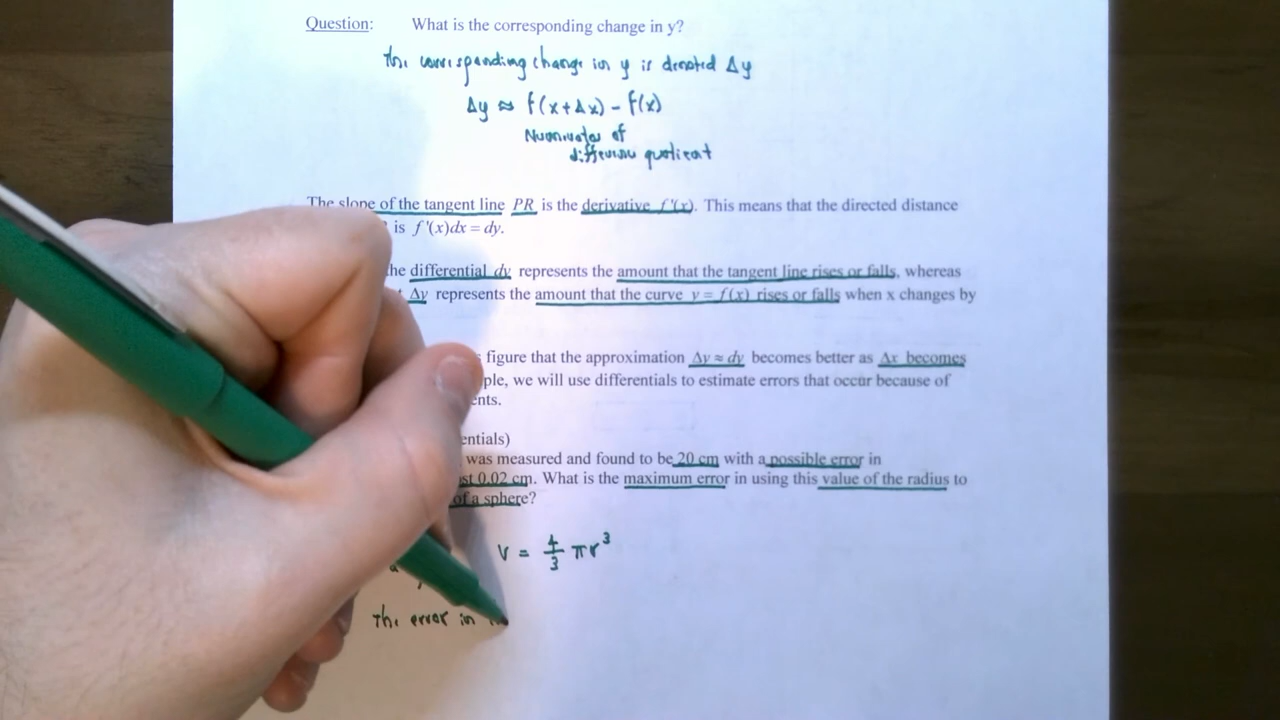 Question: What is the corresponding change in y?
the corresponding change in y is denoted Δy
Δy ≈ f(x+Δx) - f(x)
Numerator of
difference quotient
The slope of the tangent line PR is the derivative f'(x). This means that the directed distance
is f'(x)dx = dy.
he differential dy represents the amount that the tangent line rises or falls, whereas
Δy represents the amount that the curve y = f(x) rises or falls when x changes by
figure that the approximation Δy ≈ dy becomes better as Δx becomes
ple, we will use differentials to estimate errors that occur because of
ents.
entials)
was measured and found to be 20 cm with a possible error in
st 0.02 cm. What is the maximum error in using this value of the radius to
of a sphere?
V = 4/3 πr³
The error in